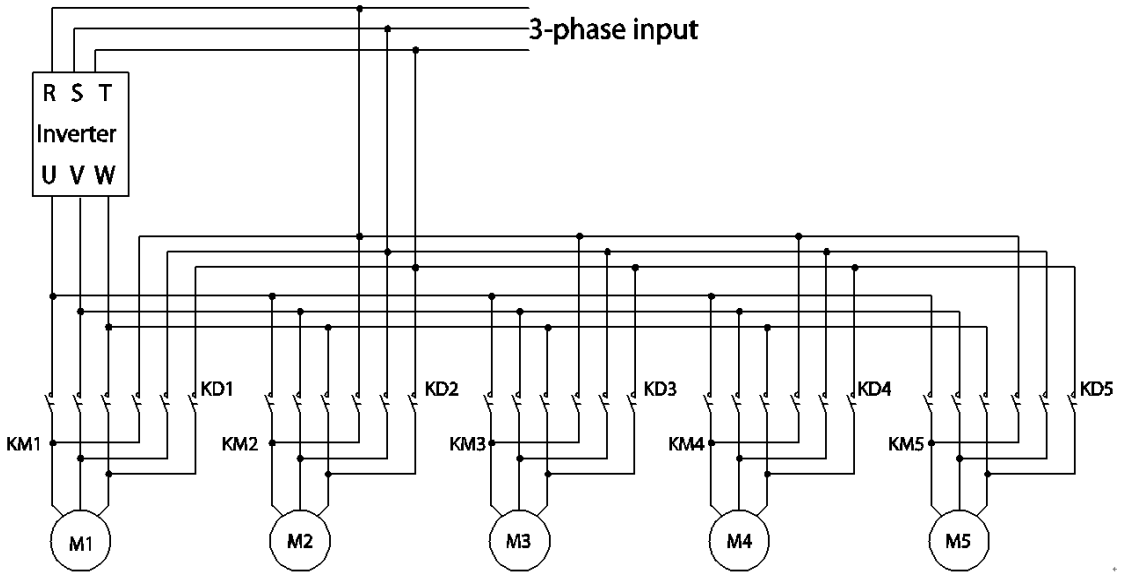 3-phase input
R S T
Inverter
U V W
KD1
KD2
KD3
KD4
KD5
KM1
KM2
KM3
KM4
KM5
M1
M2
M3
M4
M5